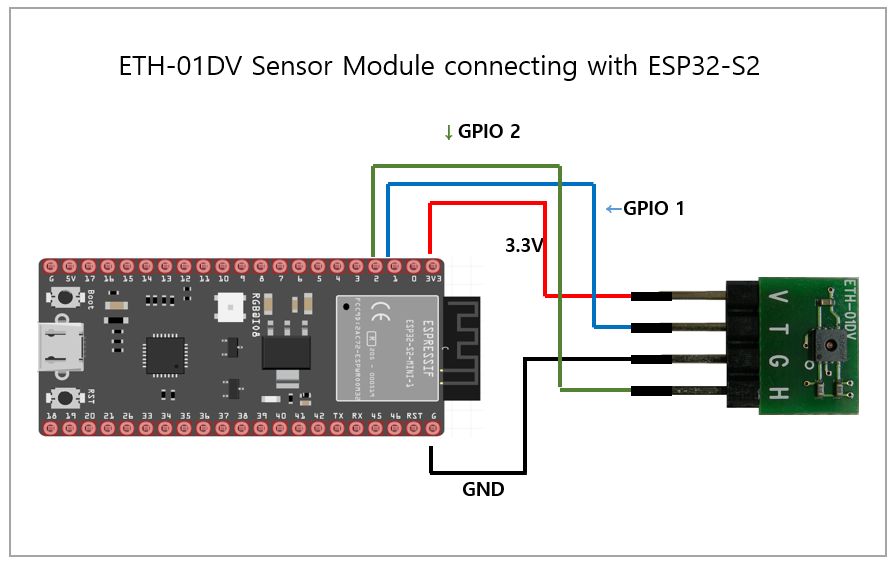 ETH-01DV Sensor Module connecting with ESP32-S2
↓GPIO 2
←GPIO 1
3.3V
G 5V 17 16 15 14 13 12 11 10 9 8 7 6 5 4 3 2 1 0 3V3
Boot
RGB@IO8
ESPRESSIF
ESP32-S2-MINI-1
CE
R 201 - 000319
RST
18 19 20 21 26 33 34 35 36 37 38 39 40 41 42 TX RX 45 46 RST G
ETH-01DV
V
T
G
H
GND